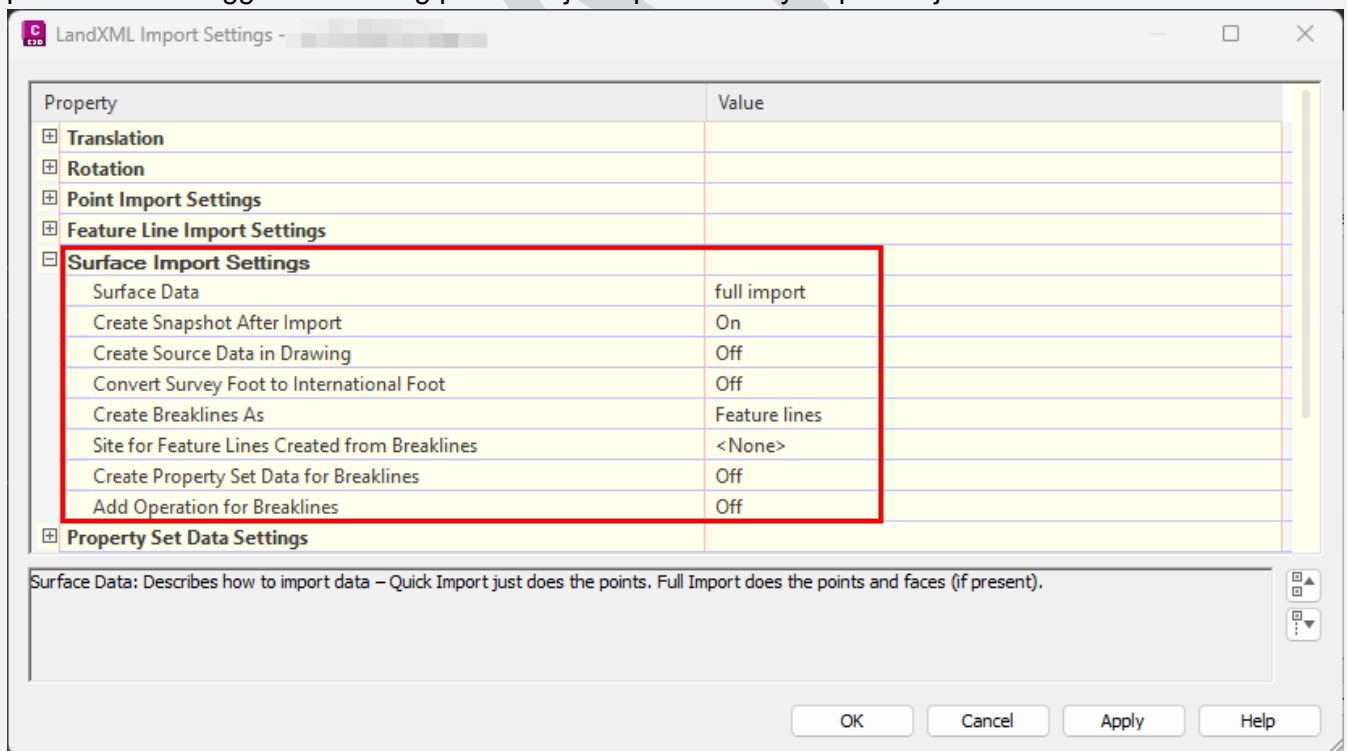 C
C3D
LandXML Import Settings -
Property Value
Translation
Rotation
Point Import Settings
Feature Line Import Settings
Surface Import Settings
Surface Data full import
Create Snapshot After Import On
Create Source Data in Drawing Off
Convert Survey Foot to International Foot Off
Create Breaklines As Feature lines
Site for Feature Lines Created from Breaklines <None>
Create Property Set Data for Breaklines Off
Add Operation for Breaklines Off
Property Set Data Settings
Surface Data: Describes how to import data – Quick Import just does the points. Full Import does the points and faces (if present).
OK Cancel Apply Help